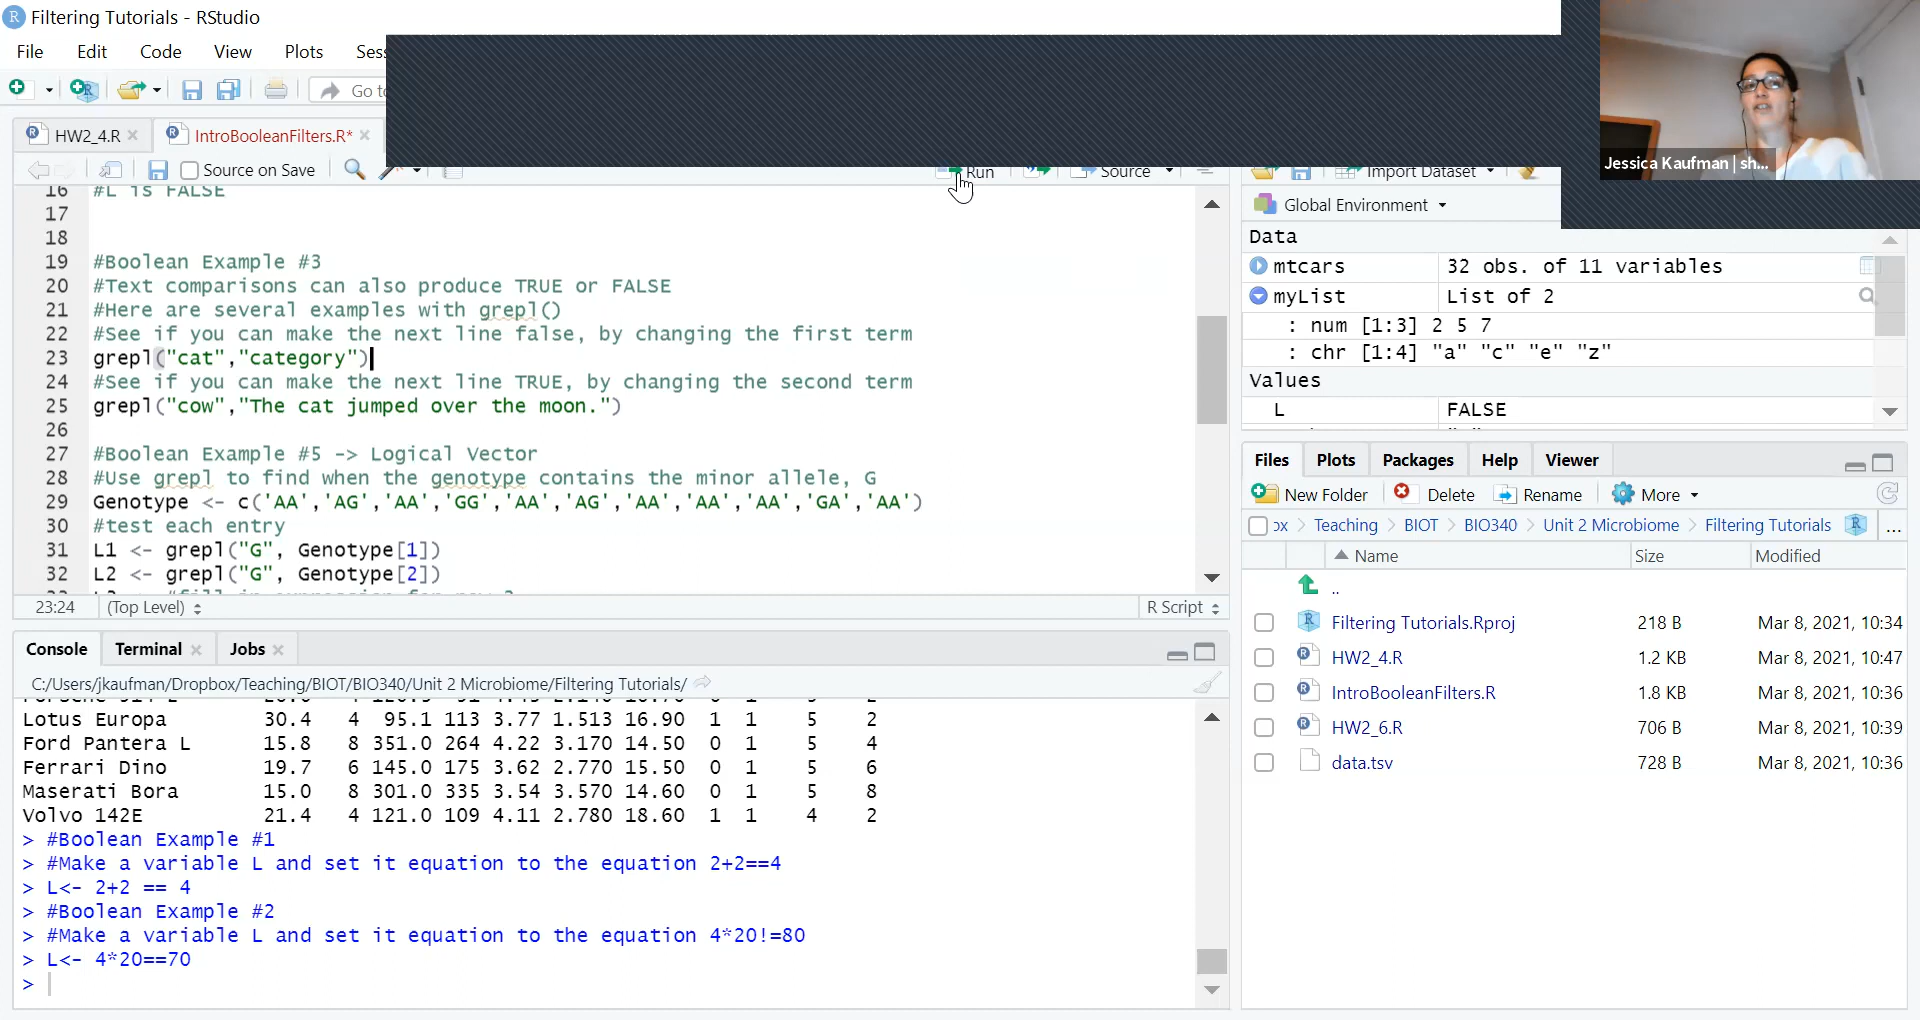 Filtering Tutorials - RStudio
File Edit Code View Plots Sess
Go to
HW2_4.R IntroBooleanFilters.R*
Source on Save Run Source
16 #L is FALSE
17
18
19 #Boolean Example #3
20 #Text comparisons can also produce TRUE or FALSE
21 #Here are several examples with grepl()
22 #See if you can make the next line false, by changing the first term
23 grepl("cat","category")
24 #See if you can make the next line TRUE, by changing the second term
25 grepl("cow","The cat jumped over the moon.")
26
27 #Boolean Example #5 -> Logical Vector
28 #Use grepl to find when the genotype contains the minor allele, G
29 Genotype <- c('AA','AG','AA','GG','AA','AG','AA','AA','AA','GA','AA')
30 #test each entry
31 L1 <- grepl("G", Genotype[1])
32 L2 <- grepl("G", Genotype[2])
23:24 (Top Level) R Script
Console Terminal Jobs
C:/Users/jkaufman/Dropbox/Teaching/BIOT/BIO340/Unit 2 Microbiome/Filtering Tutorials/
Lotus Europa 30.4 4 95.1 113 3.77 1.513 16.90 1 1 5 2
Ford Pantera L 15.8 8 351.0 264 4.22 3.170 14.50 0 1 5 4
Ferrari Dino 19.7 6 145.0 175 3.62 2.770 15.50 0 1 5 6
Maserati Bora 15.0 8 301.0 335 3.54 3.570 14.60 0 1 5 8
Volvo 142E 21.4 4 121.0 109 4.11 2.780 18.60 1 1 4 2
> #Boolean Example #1
> #Make a variable L and set it equation to the equation 2+2==4
> L<- 2+2 == 4
> #Boolean Example #2
> #Make a variable L and set it equation to the equation 4*20!=80
> L<- 4*20==70
>
Jessica Kaufman | sh...
Import Dataset
Global Environment
Data
mtcars 32 obs. of 11 variables
myList List of 2
: num [1:3] 2 5 7
: chr [1:4] "a" "c" "e" "z"
Values
L FALSE
Files Plots Packages Help Viewer
New Folder Delete Rename More
ox > Teaching > BIOT > BIO340 > Unit 2 Microbiome > Filtering Tutorials ...
Name Size Modified
..
Filtering Tutorials.Rproj 218 B Mar 8, 2021, 10:34
HW2_4.R 1.2 KB Mar 8, 2021, 10:47
IntroBooleanFilters.R 1.8 KB Mar 8, 2021, 10:36
HW2_6.R 706 B Mar 8, 2021, 10:39
data.tsv 728 B Mar 8, 2021, 10:36